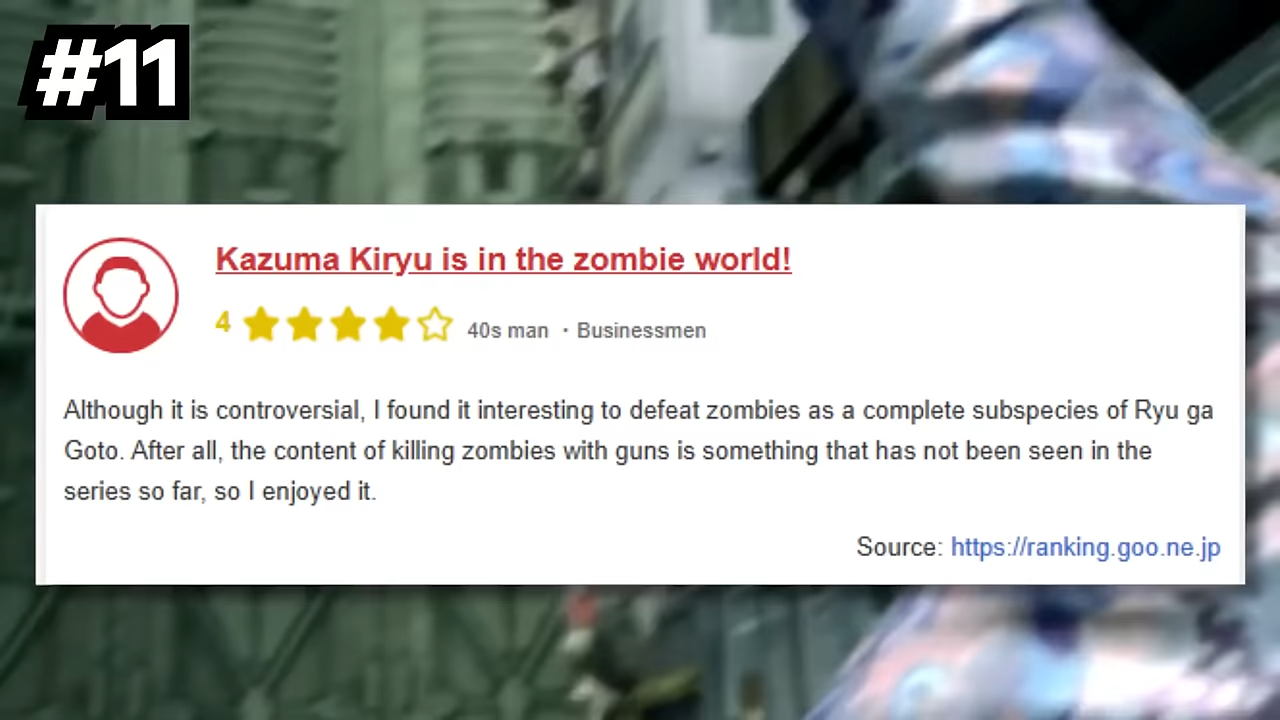 #11
Kazuma Kiryu is in the zombie world!
4 40s man ・Businessmen
Although it is controversial, I found it interesting to defeat zombies as a complete subspecies of Ryu ga
Goto. After all, the content of killing zombies with guns is something that has not been seen in the
series so far, so I enjoyed it.
Source: https://ranking.goo.ne.jp